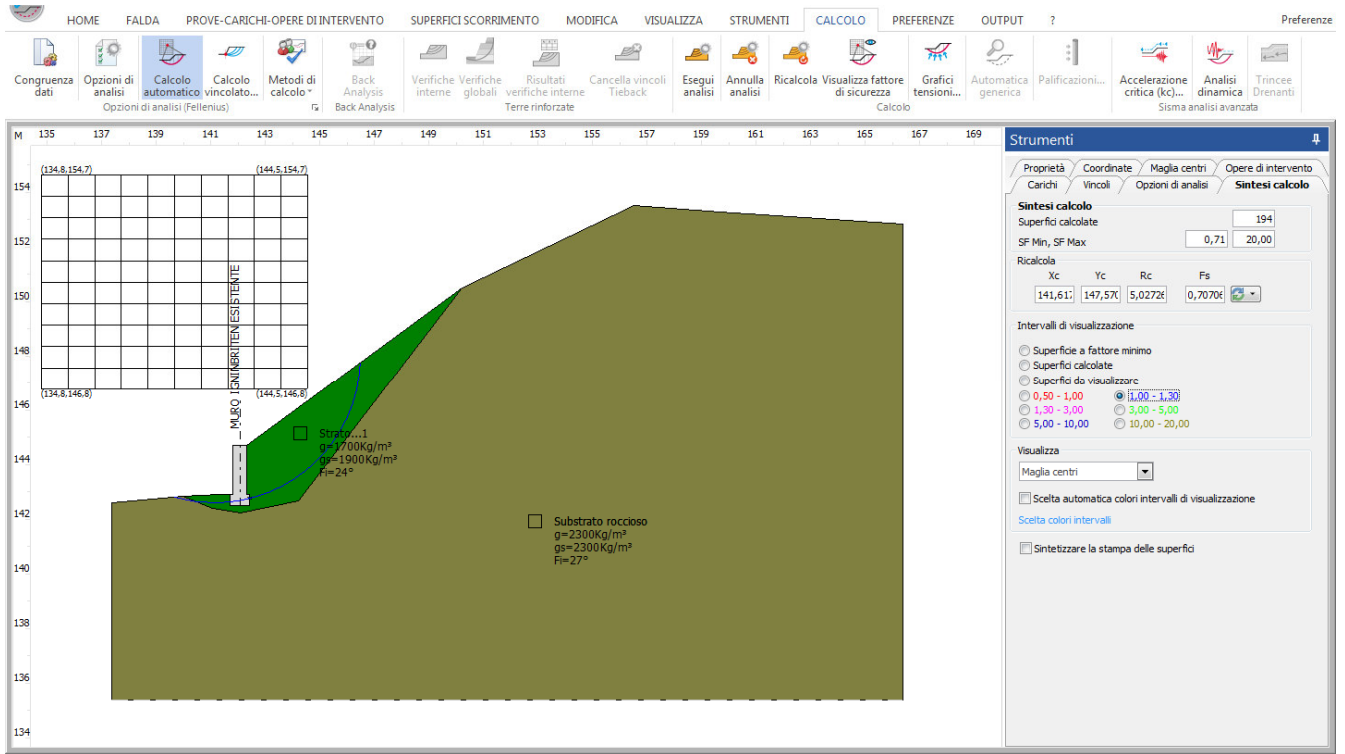 HOME FALDA PROVE-CARICHI-OPERE DI INTERVENTO SUPERFICI SCORRIMENTO MODIFICA VISUALIZZA STRUMENTI CALCOLO PREFERENZE OUTPUT ? Preferenze
Congruenza dati
Opzioni di analisi
Calcolo automatico
Calcolo vincolato...
Metodi di calcolo
Back Analysis
Verifiche interne
Verifiche globali
Risultati verifiche interne
Cancella vincoli Tieback
Esegui analisi
Annulla analisi
Ricalcola
Visualizza fattore di sicurezza
Grafici tensioni...
Automatica generica
Palificazioni...
Accelerazione critica (kc)...
Analisi dinamica
Trincee Drenanti
Opzioni di analisi (Fellenius) Back Analysis Terre rinforzate Calcolo Sisma analisi avanzata
M 135 137 139 141 143 145 147 149 151 153 155 157 159 161 163 165 167 169
154
152
150
148
146
144
142
140
138
136
134
(134,8,154,7) (144,5,154,7)
(134,8,146,8) (144,5,146,8)
Strato...1
g=1700Kg/m³
gs=1900Kg/m³
Fi=24°
Substrato roccioso
g=2300Kg/m³
gs=2300Kg/m³
Fi=27°
Strumenti
Proprietà Coordinate Maglia centri Opere di intervento
Carichi Vincoli Opzioni di analisi Sintesi calcolo
Sintesi calcolo
Superfici calcolate 194
SF Min, SF Max 0,71 20,00
Ricalcola
Xc Yc Rc Fs
141,617 147,570 5,02726 0,70706
Intervalli di visualizzazione
Superficie a fattore minimo
Superfici calcolate
Superfici da visualizzare
0,50 - 1,00 1,00 - 1,30
1,30 - 3,00 3,00 - 5,00
5,00 - 10,00 10,00 - 20,00
Visualizza
Maglia centri
Scelta automatica colori intervalli di visualizzazione
Scelta colori intervalli
Sintetizzare la stampa delle superfici